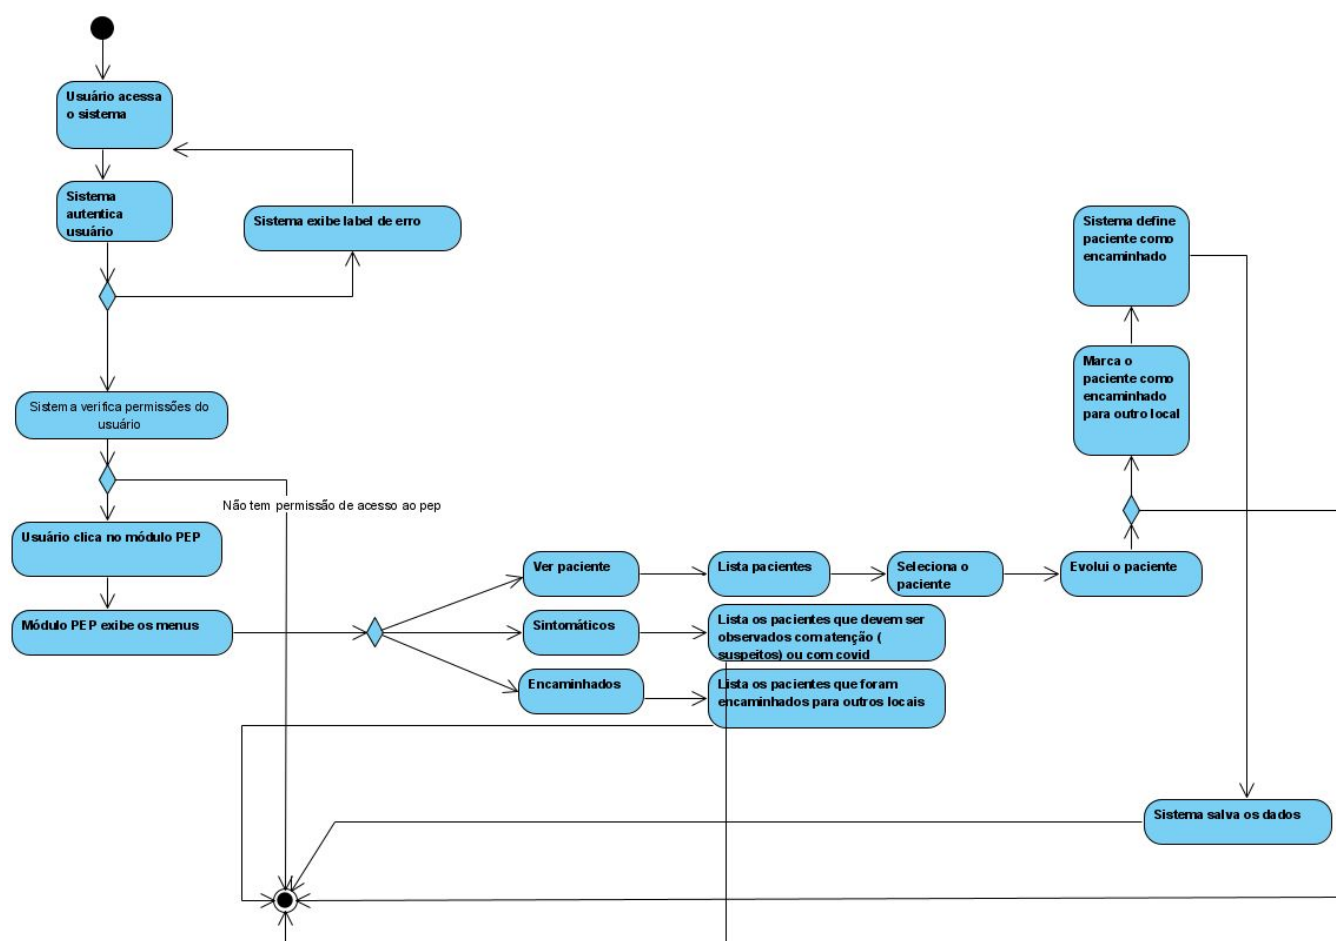 Usuário acessa
o sistema
Sistema
autentica
usuário
Sistema exibe label de erro
Sistema verifica permissões do
usuário
Não tem permissão de acesso ao pep
Usuário clica no módulo PEP
Módulo PEP exibe os menus
Ver paciente
Lista pacientes
Seleciona o
paciente
Evolui o paciente
Sintomáticos
Lista os pacientes que devem ser
observados com atenção (
suspeitos) ou com covid
Encaminhados
Lista os pacientes que foram
encaminhados para outros locais
Marca o
paciente como
encaminhado
para outro local
Sistema define
paciente como
encaminhado
Sistema salva os dados